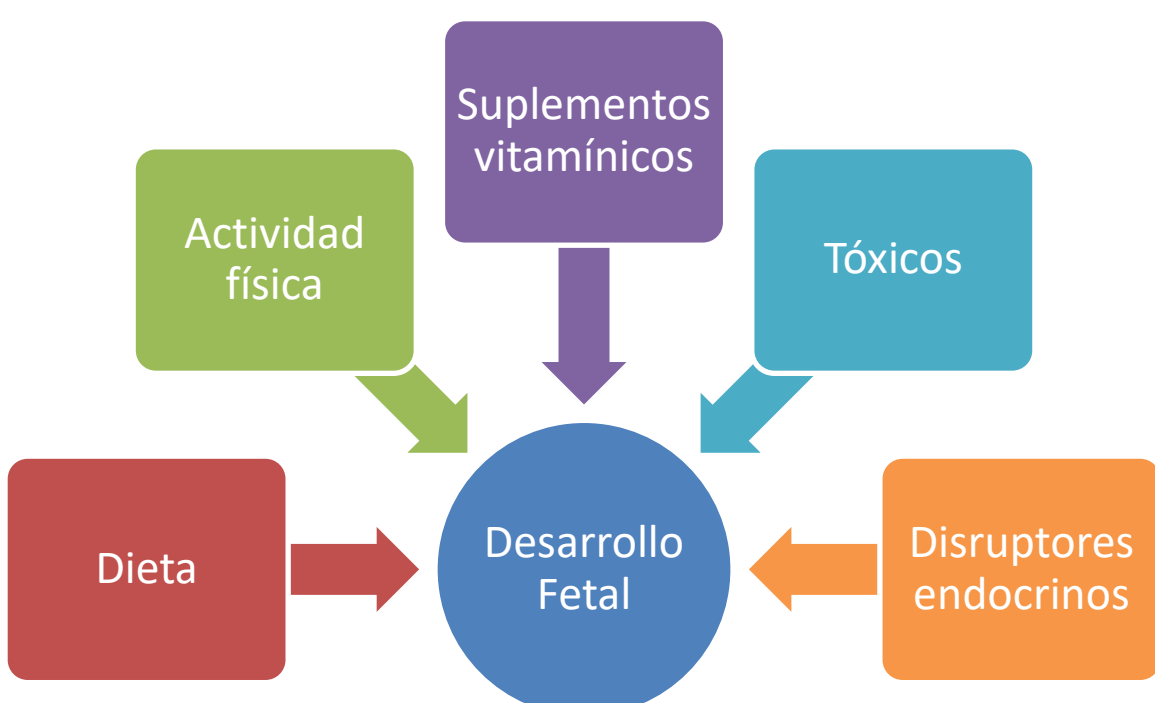 Suplementos
vitamínicos
Actividad
física
Tóxicos
Dieta
Desarrollo
Fetal
Disruptores
endocrinos